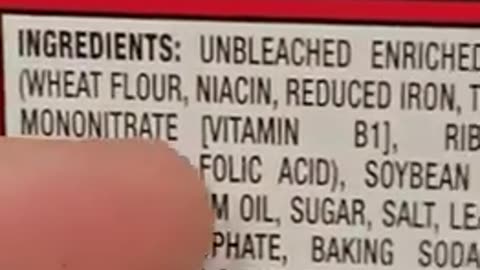 INGREDIENTS: UNBLEACHED ENRICHED
(WHEAT FLOUR, NIACIN, REDUCED IRON, T
MONONITRATE [VITAMIN B1], RIB
FOLIC ACID), SOYBEAN
M OIL, SUGAR, SALT, LEA
PHATE, BAKING SODA